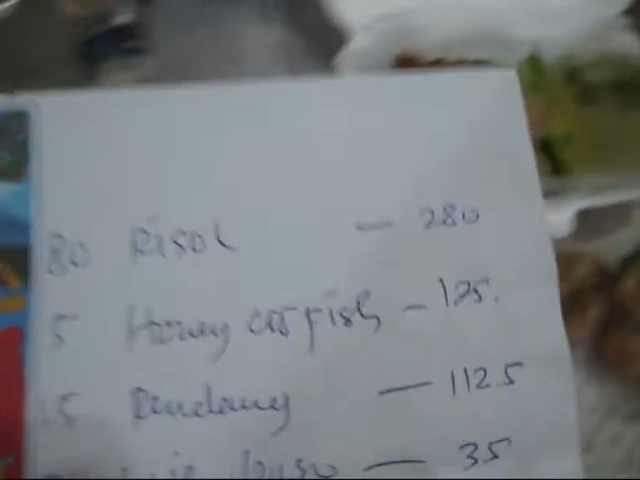 80 Risol — 280
5 Honey catfish — 125.
5 Rendang — 112.5
— 35